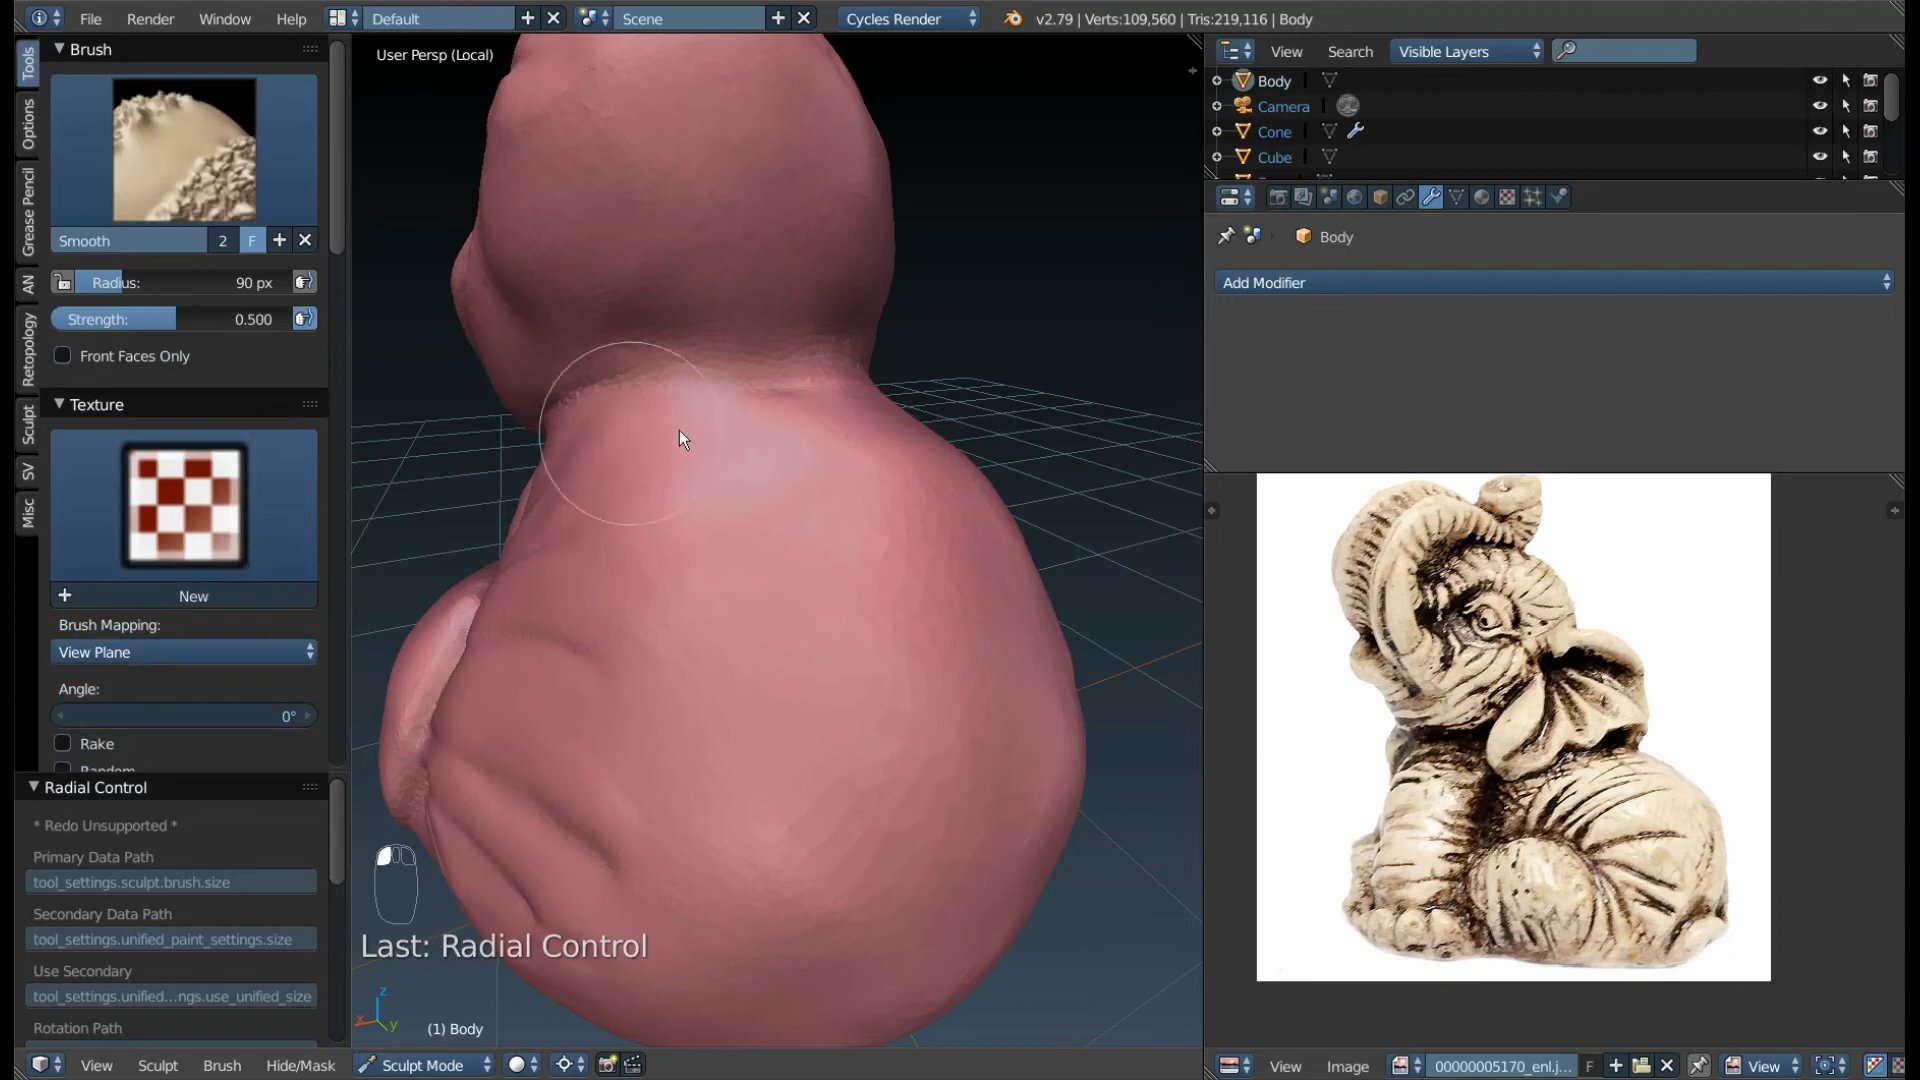 File Render Window Help Default Scene Cycles Render v2.79 | Verts:109,560 | Tris:219,116 | Body
Tools
Options
Grease Pencil
AN
Retopology
Sculpt
SV
Misc
Brush
Smooth 2 F
Radius: 90 px
Strength: 0.500
Front Faces Only
Texture
New
Brush Mapping:
View Plane
Angle:
0°
Rake
Random
Radial Control
* Redo Unsupported *
Primary Data Path
tool_settings.sculpt.brush.size
Secondary Data Path
tool_settings.unified_paint_settings.size
Use Secondary
tool_settings.unified...ngs.use_unified_size
Rotation Path
User Persp (Local)
Last: Radial Control
z
x
y
(1) Body
View Sculpt Brush Hide/Mask Sculpt Mode
View Search Visible Layers
Body
Camera
Cone
Cube
Body
Add Modifier
View Image 00000005170_enl.j... F View